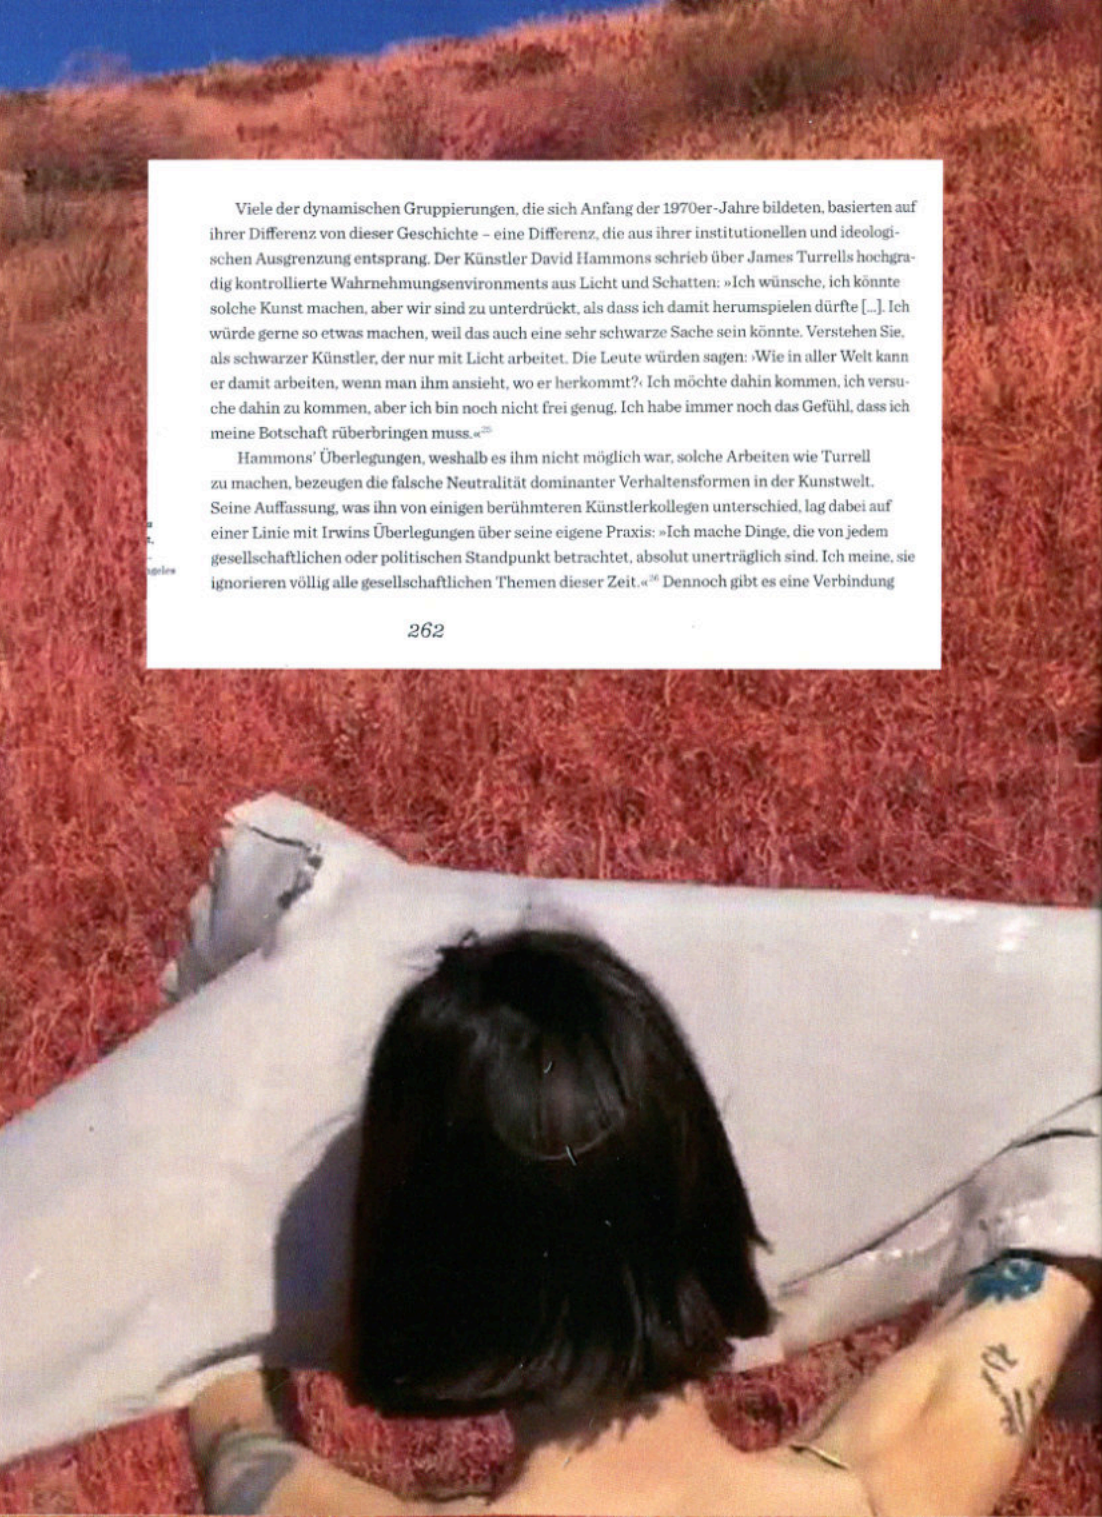 Viele der dynamischen Gruppierungen, die sich Anfang der 1970er-Jahre bildeten, basierten auf
ihrer Differenz von dieser Geschichte – eine Differenz, die aus ihrer institutionellen und ideologi-
schen Ausgrenzung entsprang. Der Künstler David Hammons schrieb über James Turrells hochgra-
dig kontrollierte Wahrnehmungsenvironments aus Licht und Schatten: »Ich wünsche, ich könnte
solche Kunst machen, aber wir sind zu unterdrückt, als dass ich damit herumspielen dürfte [...]. Ich
würde gerne so etwas machen, weil das auch eine sehr schwarze Sache sein könnte. Verstehen Sie,
als schwarzer Künstler, der nur mit Licht arbeitet. Die Leute würden sagen: ›Wie in aller Welt kann
er damit arbeiten, wenn man ihm ansieht, wo er herkommt?‹ Ich möchte dahin kommen, ich versu-
che dahin zu kommen, aber ich bin noch nicht frei genug. Ich habe immer noch das Gefühl, dass ich
meine Botschaft rüberbringen muss.«²⁵
Hammons' Überlegungen, weshalb es ihm nicht möglich war, solche Arbeiten wie Turrell
zu machen, bezeugen die falsche Neutralität dominanter Verhaltensformen in der Kunstwelt.
Seine Auffassung, was ihn von einigen berühmteren Künstlerkollegen unterschied, lag dabei auf
einer Linie mit Irwins Überlegungen über seine eigene Praxis: »Ich mache Dinge, die von jedem
gesellschaftlichen oder politischen Standpunkt betrachtet, absolut unerträglich sind. Ich meine, sie
ignorieren völlig alle gesellschaftlichen Themen dieser Zeit.«²⁶ Dennoch gibt es eine Verbindung
262